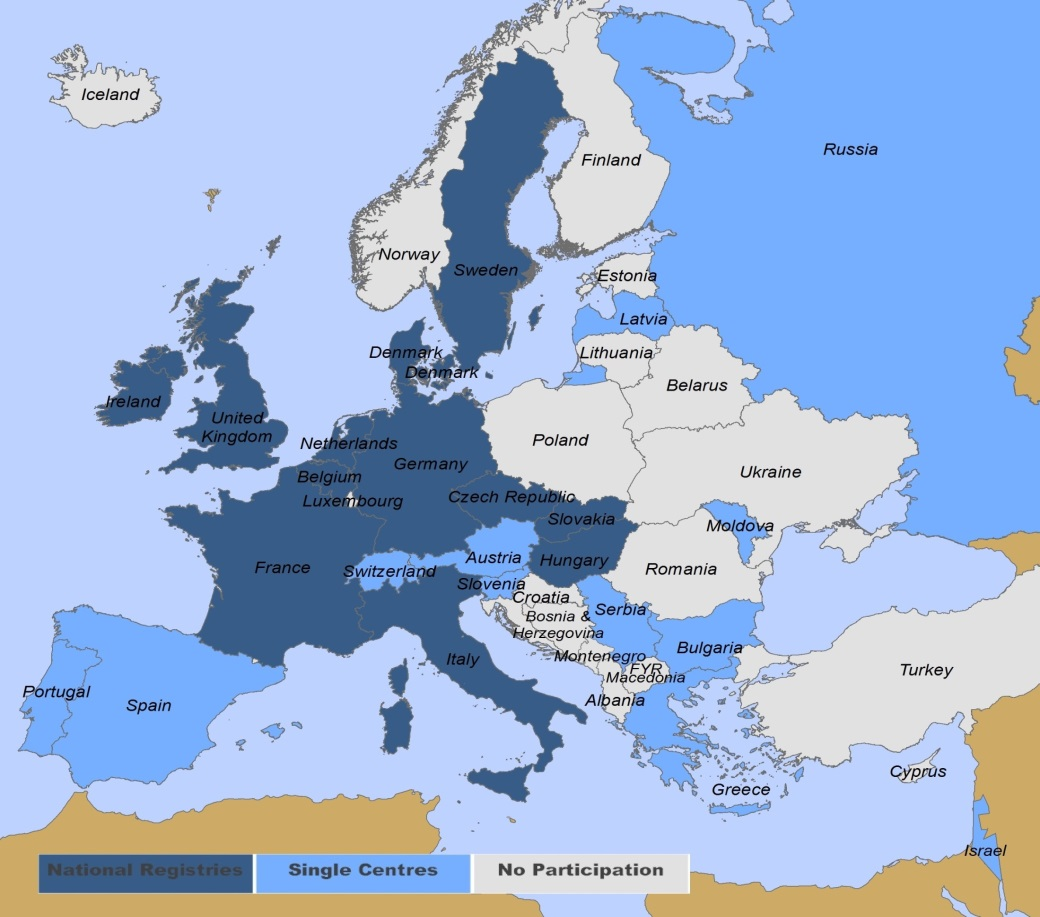 Iceland
Russia
Finland
Norway
Sweden
Estonia
Latvia
Denmark
Lithuania
Denmark
Belarus
Ireland
United
Kingdom
Netherlands
Poland
Germany
Ukraine
Belgium
Czech Republic
Luxembourg
Slovakia
Moldova
Austria
Hungary
France
Switzerland
Romania
Slovenia
Croatia
Serbia
Bosnia &
Herzegovina
Bulgaria
Italy
Montenegro
FYR
Macedonia
Turkey
Portugal
Spain
Albania
Cyprus
Greece
Israel
National Registries
Single Centres
No Participation